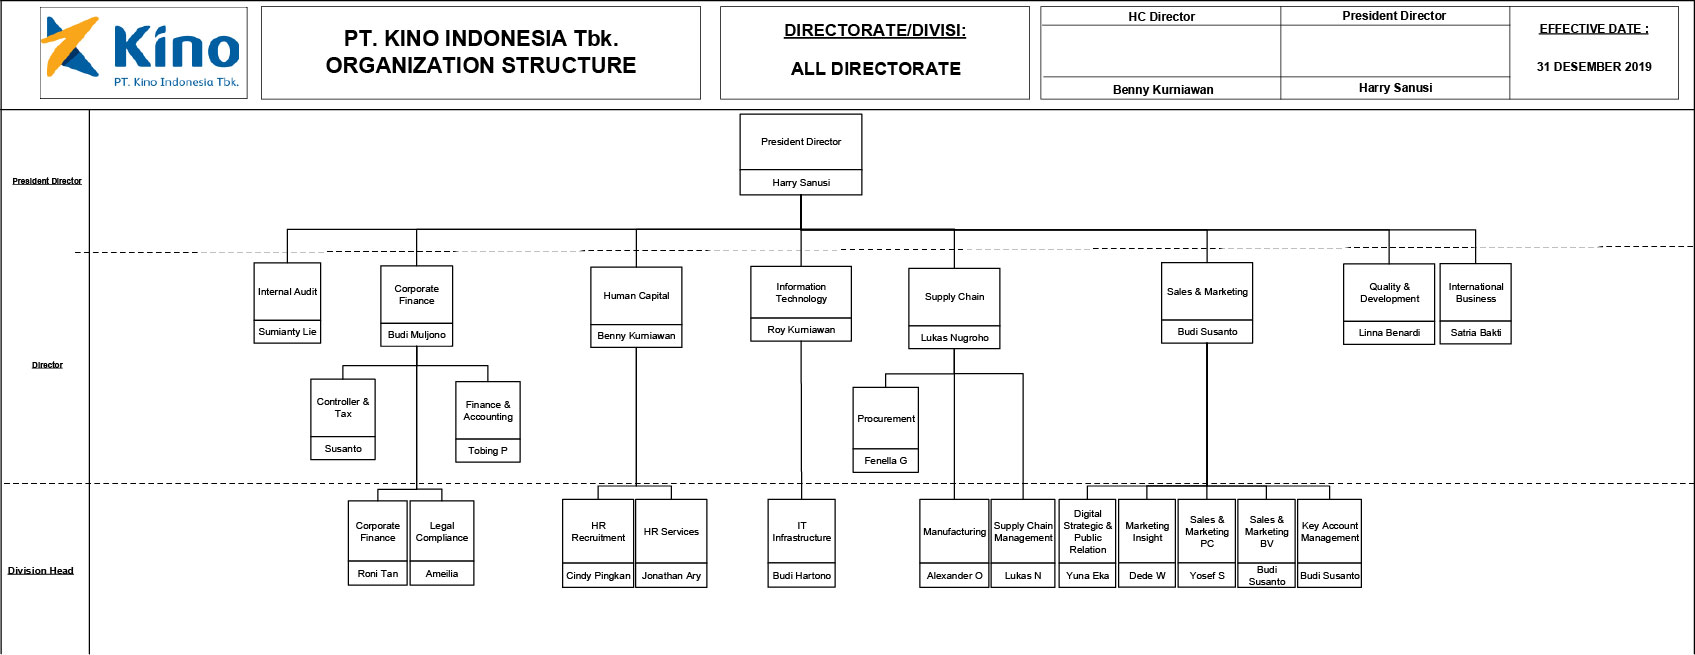 Kino
PT. Kino Indonesia Tbk.
PT. KINO INDONESIA Tbk.
ORGANIZATION STRUCTURE
DIRECTORATE/DIVISI:
ALL DIRECTORATE
HC Director
President Director
Benny Kurniawan
Harry Sanusi
EFFECTIVE DATE :
31 DESEMBER 2019
President Director
President Director
Harry Sanusi
Director
Internal Audit
Sumianty Lie
Corporate
Finance
Budi Muljono
Human Capital
Benny Kurniawan
Information
Technology
Roy Kurniawan
Supply Chain
Lukas Nugroho
Sales & Marketing
Budi Susanto
Quality &
Development
Linna Benardi
International
Business
Satria Bakti
Controller &
Tax
Susanto
Finance &
Accounting
Tobing P
Procurement
Fenella G
Division Head
Corporate
Finance
Roni Tan
Legal
Compliance
Ameilia
HR
Recruitment
Cindy Pingkan
HR Services
Jonathan Ary
IT
Infrastructure
Budi Hartono
Manufacturing
Alexander O
Supply Chain
Management
Lukas N
Digital
Strategic &
Public
Relation
Yuna Eka
Marketing
Insight
Dede W
Sales &
Marketing
PC
Yosef S
Sales &
Marketing
BV
Budi
Susanto
Key Account
Management
Budi Susanto